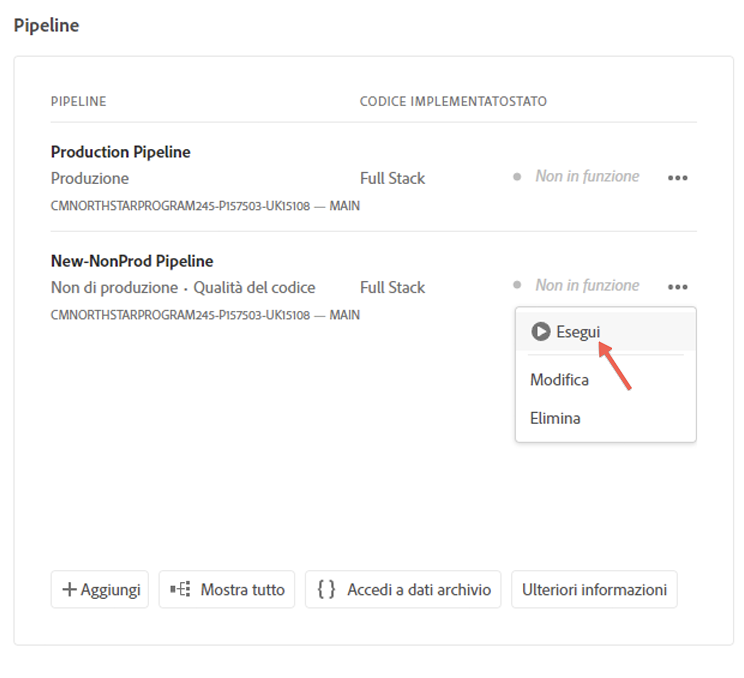 Pipeline
PIPELINE CODICE IMPLEMENTATOSTATO
Production Pipeline
Produzione Full Stack Non in funzione
CMNORTHSTARPROGRAM245-P157503-UK15108 — MAIN
New-NonProd Pipeline
Non di produzione · Qualità del codice Full Stack Non in funzione
CMNORTHSTARPROGRAM245-P157503-UK15108 — MAIN
Esegui
Modifica
Elimina
Aggiungi Mostra tutto {} Accedi a dati archivio Ulteriori informazioni